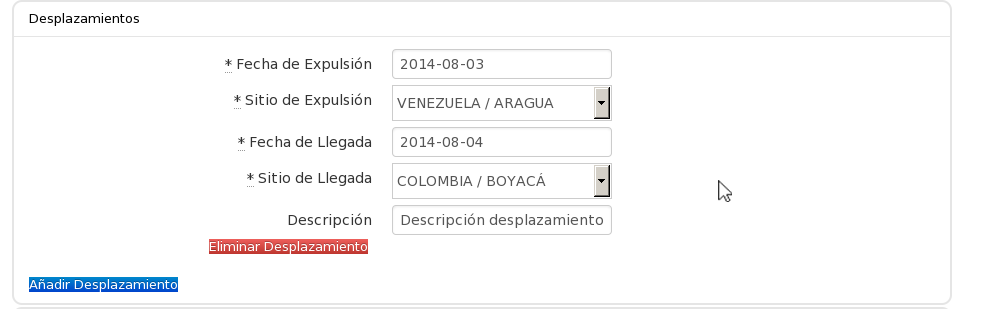 Desplazamientos
* Fecha de Expulsión 2014-08-03
* Sitio de Expulsión VENEZUELA / ARAGUA
* Fecha de Llegada 2014-08-04
* Sitio de Llegada COLOMBIA / BOYACÁ
Descripción Descripción desplazamiento
Eliminar Desplazamiento
Añadir Desplazamiento